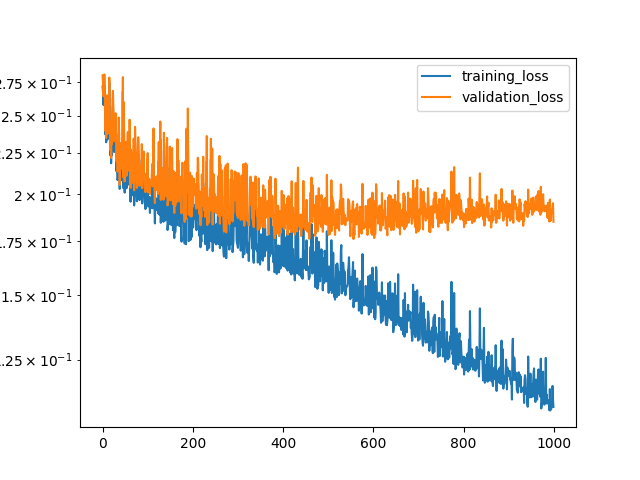 2.75 × 10⁻¹
2.5 × 10⁻¹
2.25 × 10⁻¹
2 × 10⁻¹
1.75 × 10⁻¹
1.5 × 10⁻¹
1.25 × 10⁻¹
training_loss
validation_loss
0 200 400 600 800 1000